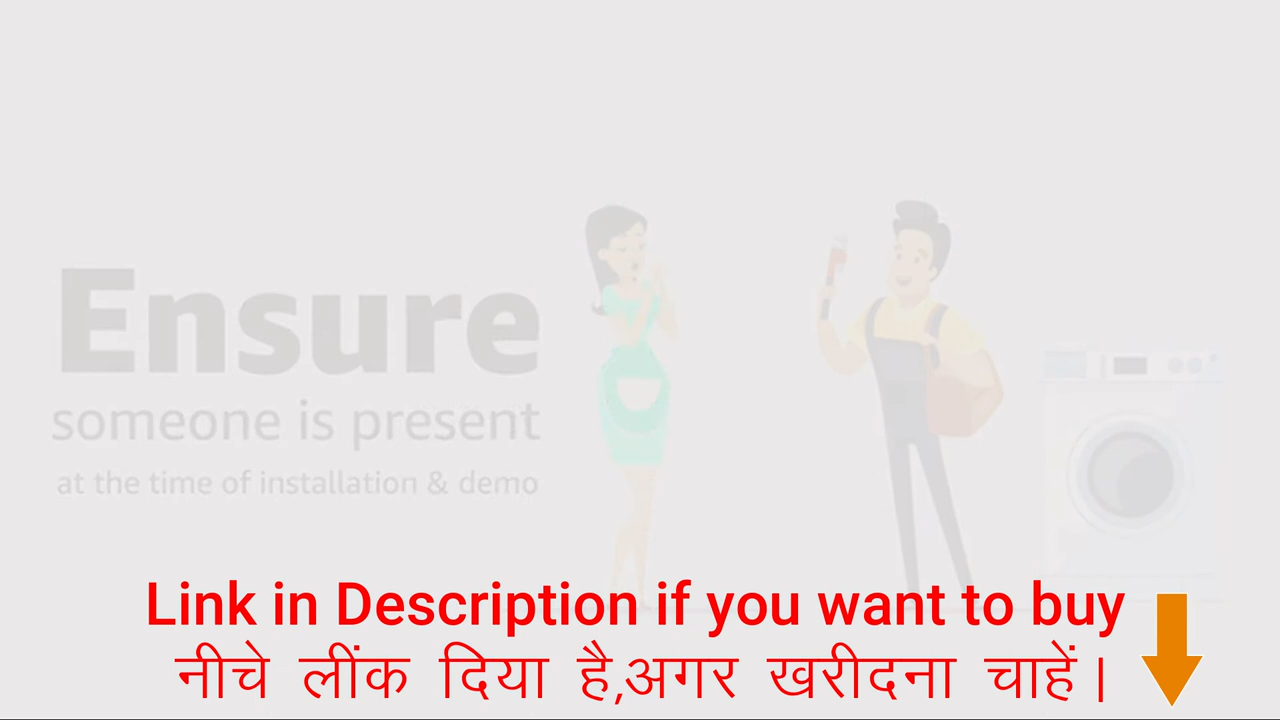 Ensure
someone is present
at the time of installation & demo
Link in Description if you want to buy
नीचे लींक दिया है,अगर खरीदना चाहें |